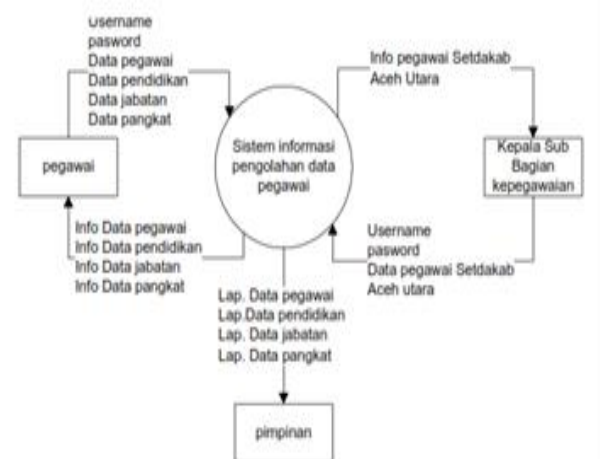 Username
pasword
Data pegawai
Data pendidikan
Data jabatan
Data pangkat
Info pegawai Setdakab
Aceh Utara
pegawai
Sistem informasi
pengolahan data
pegawai
Kepala Sub
Bagian
kepegawaian
Info Data pegawai
Info Data pendidikan
Info Data jabatan
Info Data pangkat
Username
pasword
Data pegawai Setdakab
Aceh utara
Lap. Data pegawai
Lap.Data pendidikan
Lap. Data jabatan
Lap. Data pangkat
pimpinan